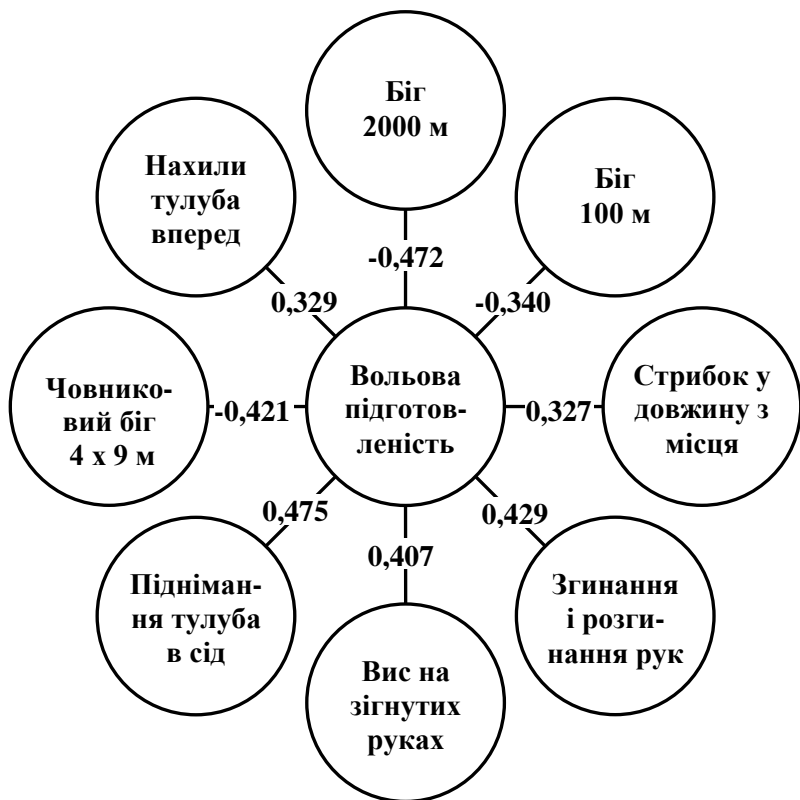 Біг
2000 м
Нахили
тулуба
вперед
Біг
100 м
-0,472
0,329
-0,340
Човнико-
вий біг
4 х 9 м
-0,421
Вольова
підготов-
леність
0,327
Стрибок у
довжину з
місця
0,475
0,429
0,407
Підніман-
ня тулуба
в сід
Згинання
і розги-
нання рук
Вис на
зігнутих
руках